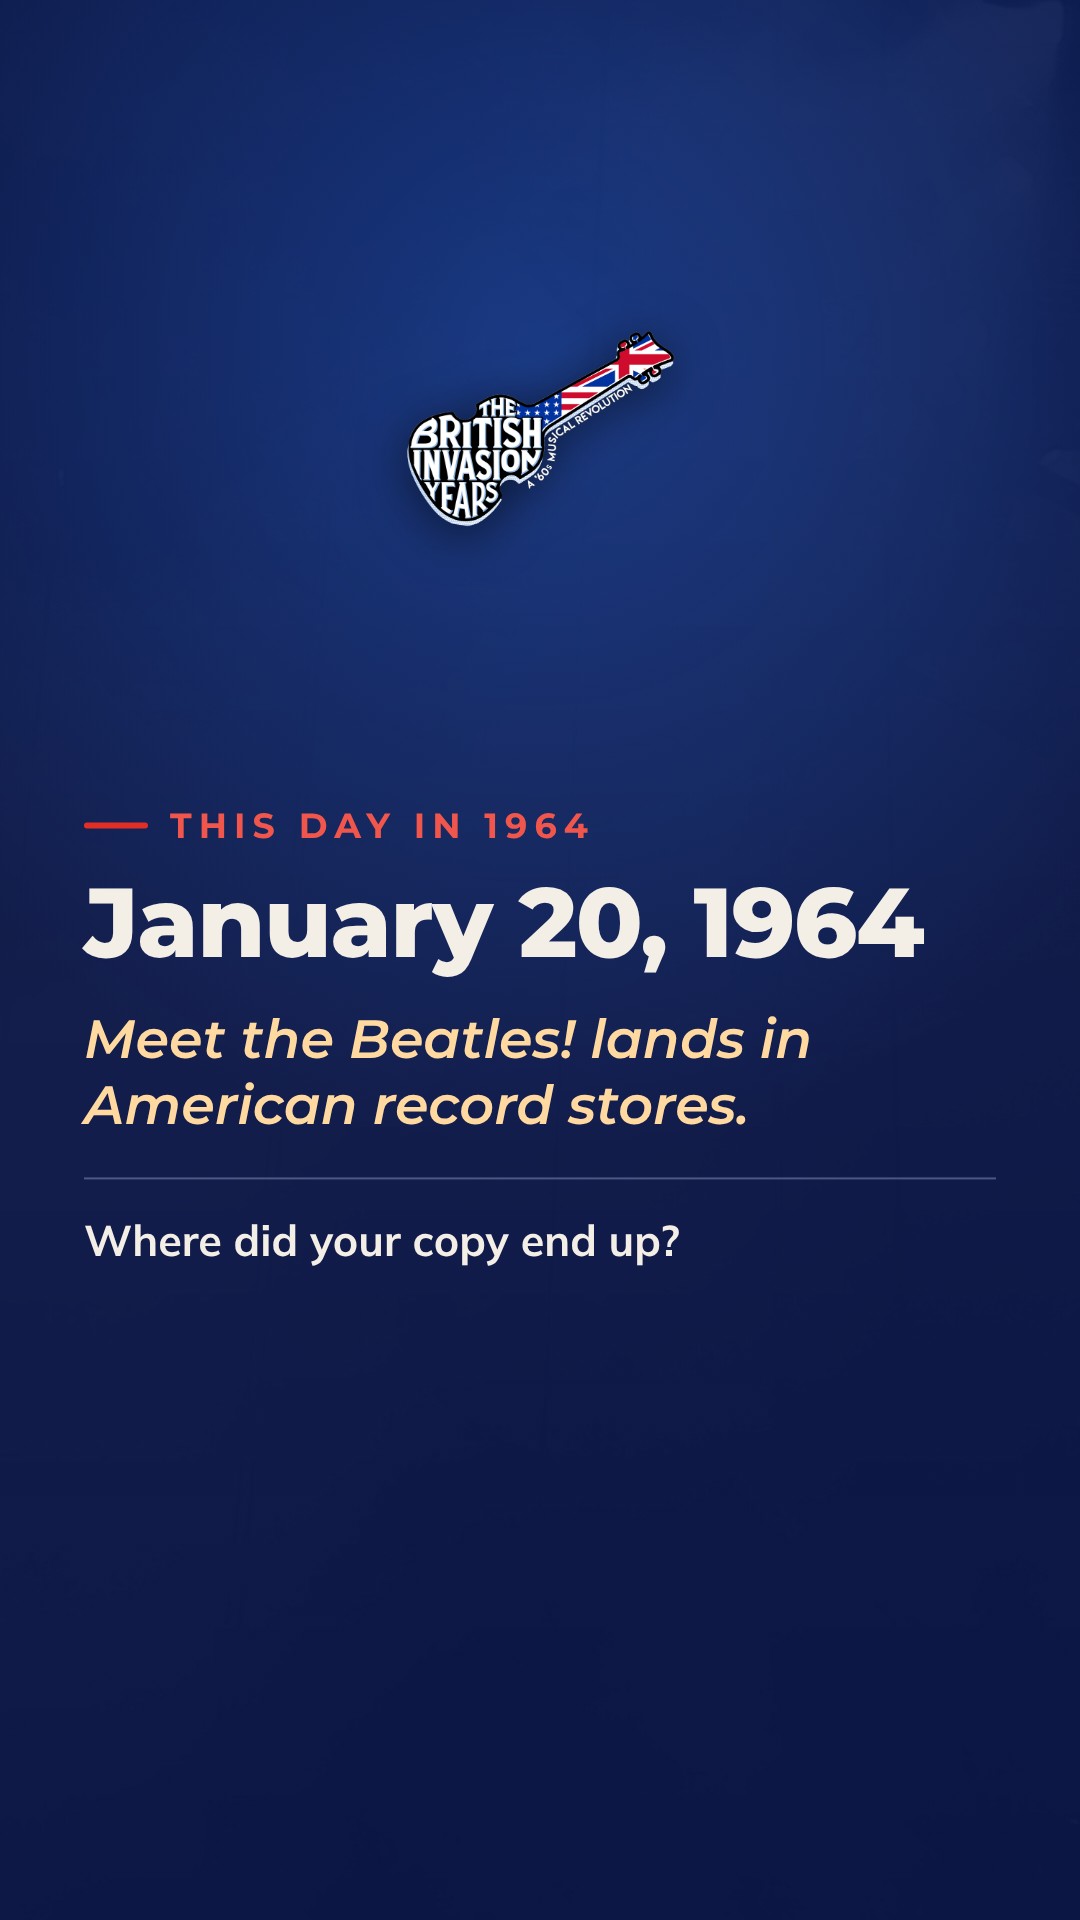 THE
BRITISH
INVASION
YEARS
A '60s MUSICAL REVOLUTION
THIS DAY IN 1964
January 20, 1964
Meet the Beatles! lands in
American record stores.
Where did your copy end up?